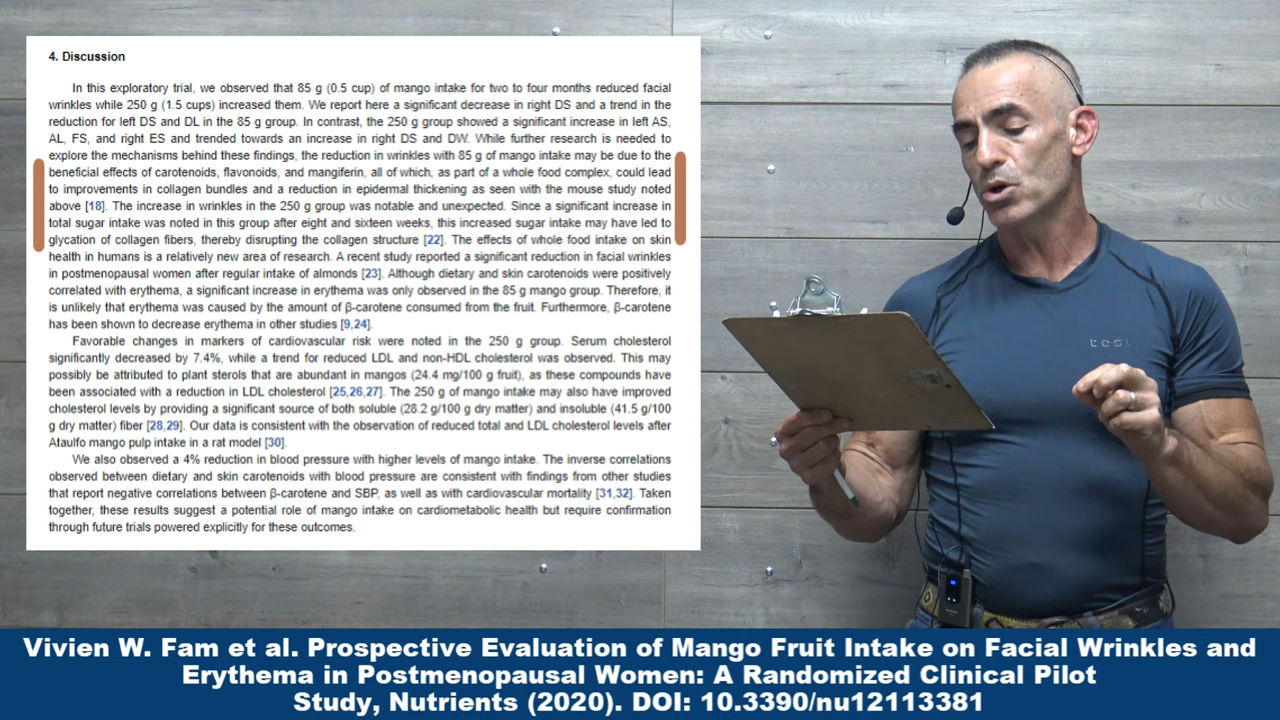 4. Discussion
In this exploratory trial, we observed that 85 g (0.5 cup) of mango intake for two to four months reduced facial
wrinkles while 250 g (1.5 cups) increased them. We report here a significant decrease in right DS and a trend in the
reduction for left DS and DL in the 85 g group. In contrast, the 250 g group showed a significant increase in left AS,
AL, FS, and right ES and trended towards an increase in right DS and DW. While further research is needed to
explore the mechanisms behind these findings, the reduction in wrinkles with 85 g of mango intake may be due to the
beneficial effects of carotenoids, flavonoids, and mangiferin, all of which, as part of a whole food complex, could lead
to improvements in collagen bundles and a reduction in epidermal thickening as seen with the mouse study noted
above [18]. The increase in wrinkles in the 250 g group was notable and unexpected. Since a significant increase in
total sugar intake was noted in this group after eight and sixteen weeks, this increased sugar intake may have led to
glycation of collagen fibers, thereby disrupting the collagen structure [22]. The effects of whole food intake on skin
health in humans is a relatively new area of research. A recent study reported a significant reduction in facial wrinkles
in postmenopausal women after regular intake of almonds [23]. Although dietary and skin carotenoids were positively
correlated with erythema, a significant increase in erythema was only observed in the 85 g mango group. Therefore, it
is unlikely that erythema was caused by the amount of β-carotene consumed from the fruit. Furthermore, β-carotene
has been shown to decrease erythema in other studies [9,24].
Favorable changes in markers of cardiovascular risk were noted in the 250 g group. Serum cholesterol
significantly decreased by 7.4%, while a trend for reduced LDL and non-HDL cholesterol was observed. This may
possibly be attributed to plant sterols that are abundant in mangos (24.4 mg/100 g fruit), as these compounds have
been associated with a reduction in LDL cholesterol [25,26,27]. The 250 g of mango intake may also have improved
cholesterol levels by providing a significant source of both soluble (28.2 g/100 g dry matter) and insoluble (41.5 g/100
g dry matter) fiber [28,29]. Our data is consistent with the observation of reduced total and LDL cholesterol levels after
Ataulfo mango pulp intake in a rat model [30].
We also observed a 4% reduction in blood pressure with higher levels of mango intake. The inverse correlations
observed between dietary and skin carotenoids with blood pressure are consistent with findings from other studies
that report negative correlations between β-carotene and SBP, as well as with cardiovascular mortality [31,32]. Taken
together, these results suggest a potential role of mango intake on cardiometabolic health but require confirmation
through future trials powered explicitly for these outcomes.
Vivien W. Fam et al. Prospective Evaluation of Mango Fruit Intake on Facial Wrinkles and
Erythema in Postmenopausal Women: A Randomized Clinical Pilot
Study, Nutrients (2020). DOI: 10.3390/nu12113381